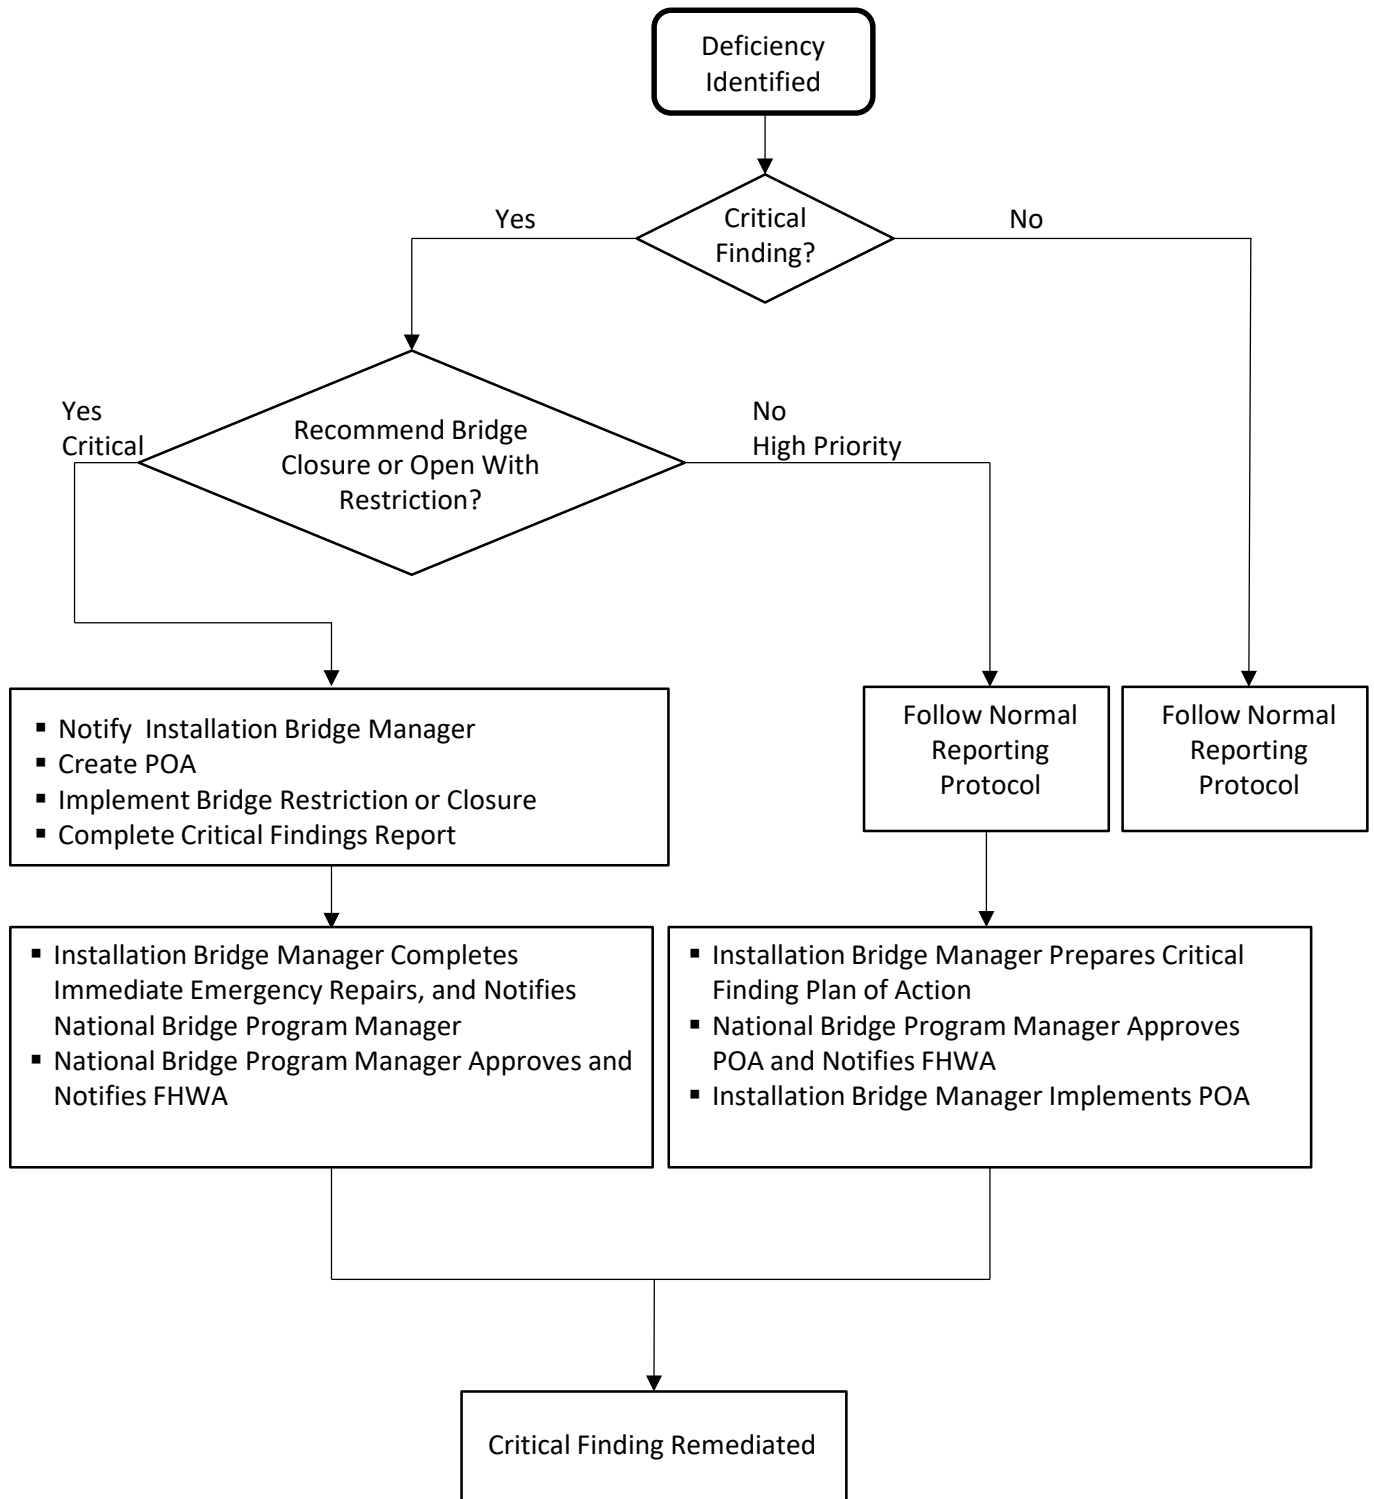 Deficiency
Identified
Critical
Finding?
Yes
No
Recommend Bridge
Closure or Open With
Restriction?
Yes
Critical
No
High Priority
▪ Notify  Installation Bridge Manager
▪ Create POA
▪ Implement Bridge Restriction or Closure
▪ Complete Critical Findings Report
Follow Normal
Reporting
Protocol
Follow Normal
Reporting
Protocol
▪ Installation Bridge Manager Completes
Immediate Emergency Repairs, and Notifies
National Bridge Program Manager
▪ National Bridge Program Manager Approves and
Notifies FHWA
▪ Installation Bridge Manager Prepares Critical
Finding Plan of Action
▪ National Bridge Program Manager Approves
POA and Notifies FHWA
▪ Installation Bridge Manager Implements POA
Critical Finding Remediated